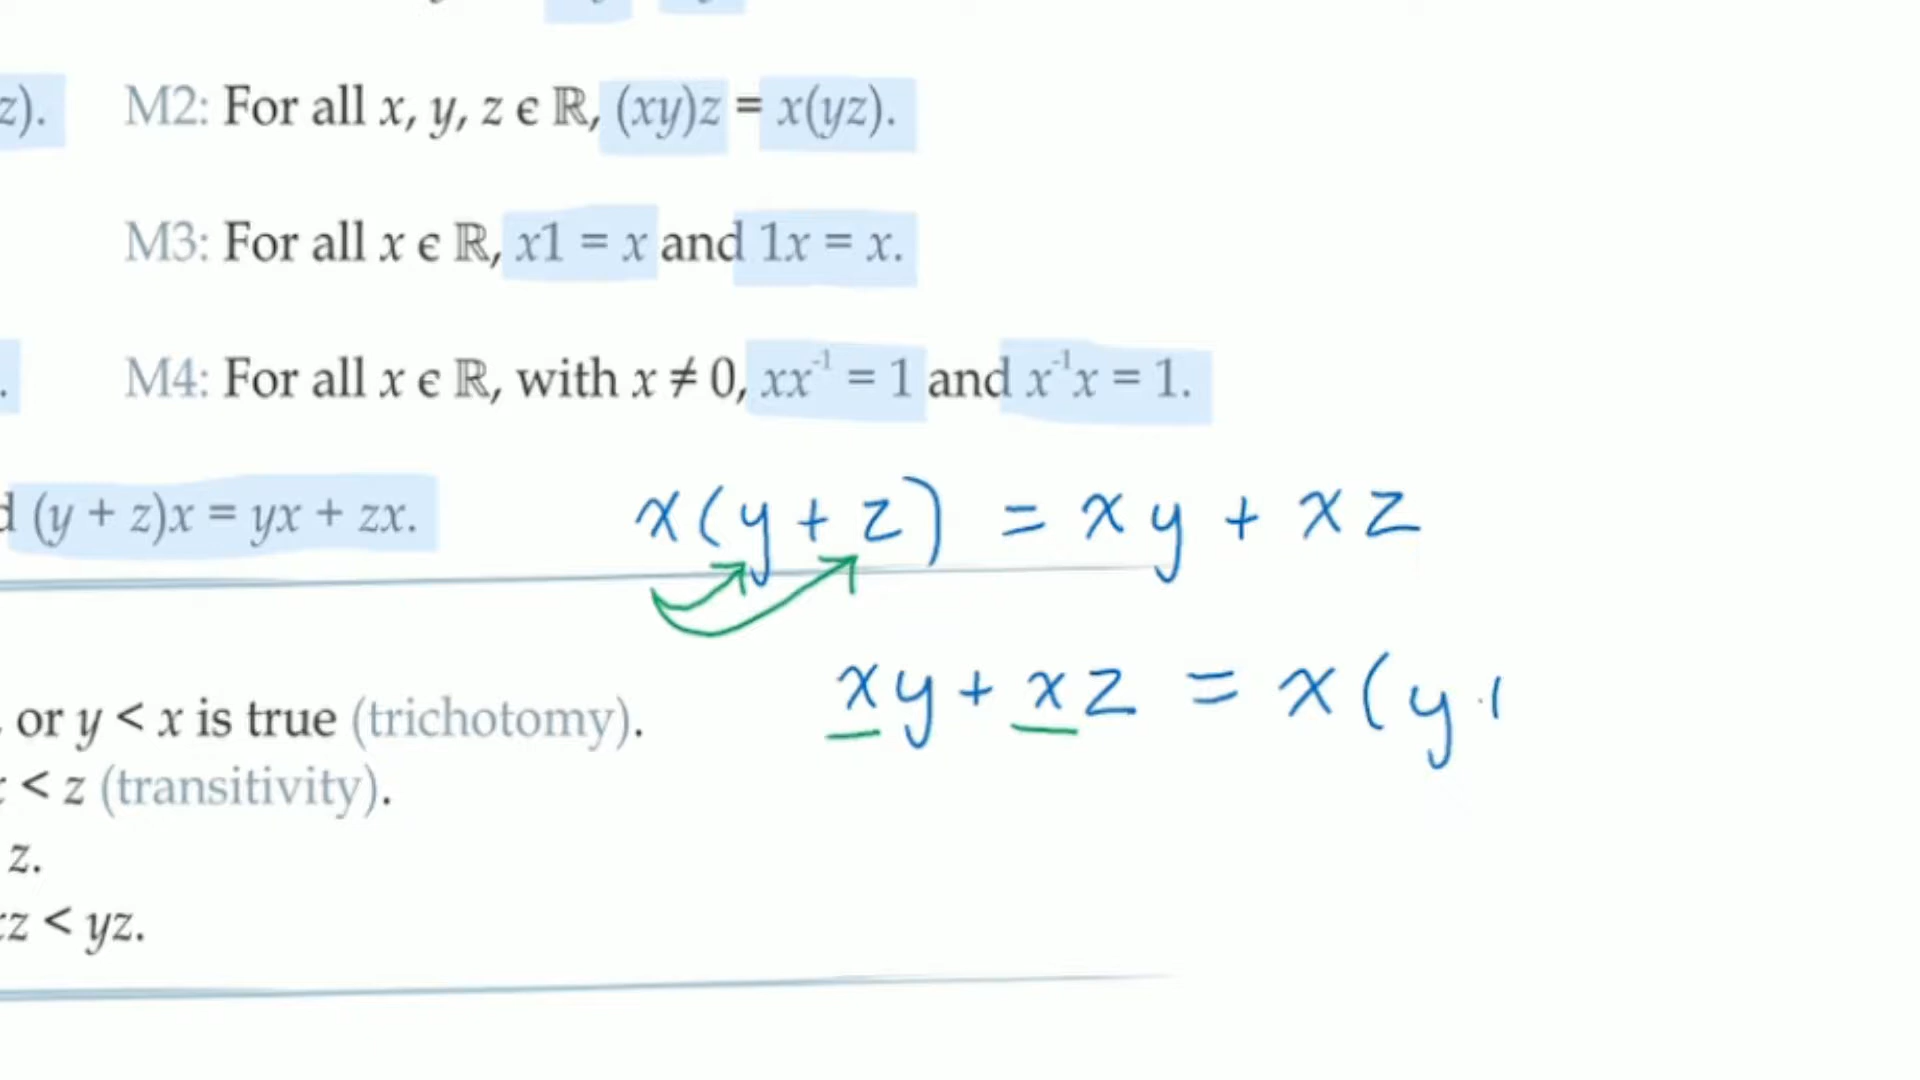 z). M2: For all x, y, z ϵ ℝ, (xy)z = x(yz).
M3: For all x ϵ ℝ, x1 = x and 1x = x.
. M4: For all x ϵ ℝ, with x ≠ 0, xx⁻¹ = 1 and x⁻¹x = 1.
(y + z)x = yx + zx. x(y+z) = xy + xz
xy + xz = x(y
or y < x is true (trichotomy).
< z (transitivity).
z.
z < yz.